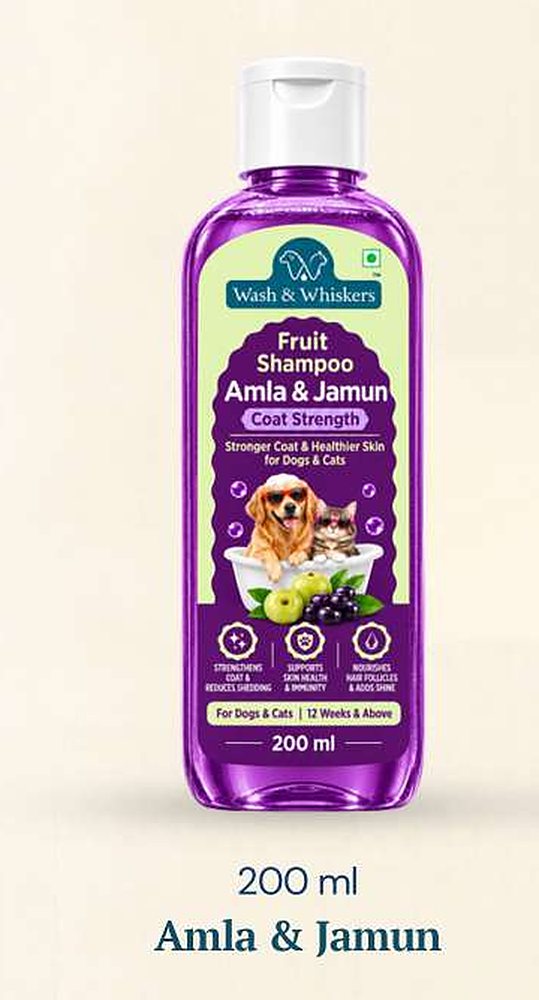 TM
Wash & Whiskers
Fruit
Shampoo
Amla & Jamun
Coat Strength
Stronger Coat & Healthier Skin
for Dogs & Cats
STRENGTHENS
COAT &
REDUCES SHEDDING
SUPPORTS
SKIN HEALTH
& IMMUNITY
NOURISHES
HAIR FOLLICLES
& ADDS SHINE
For Dogs & Cats | 12 Weeks & Above
200 ml
200 ml
Amla & Jamun